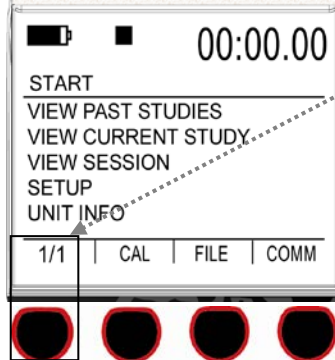 00:00.00
START
VIEW PAST STUDIES
VIEW CURRENT STUDY
VIEW SESSION
SETUP
UNIT INFO
1/1 | CAL | FILE | COMM